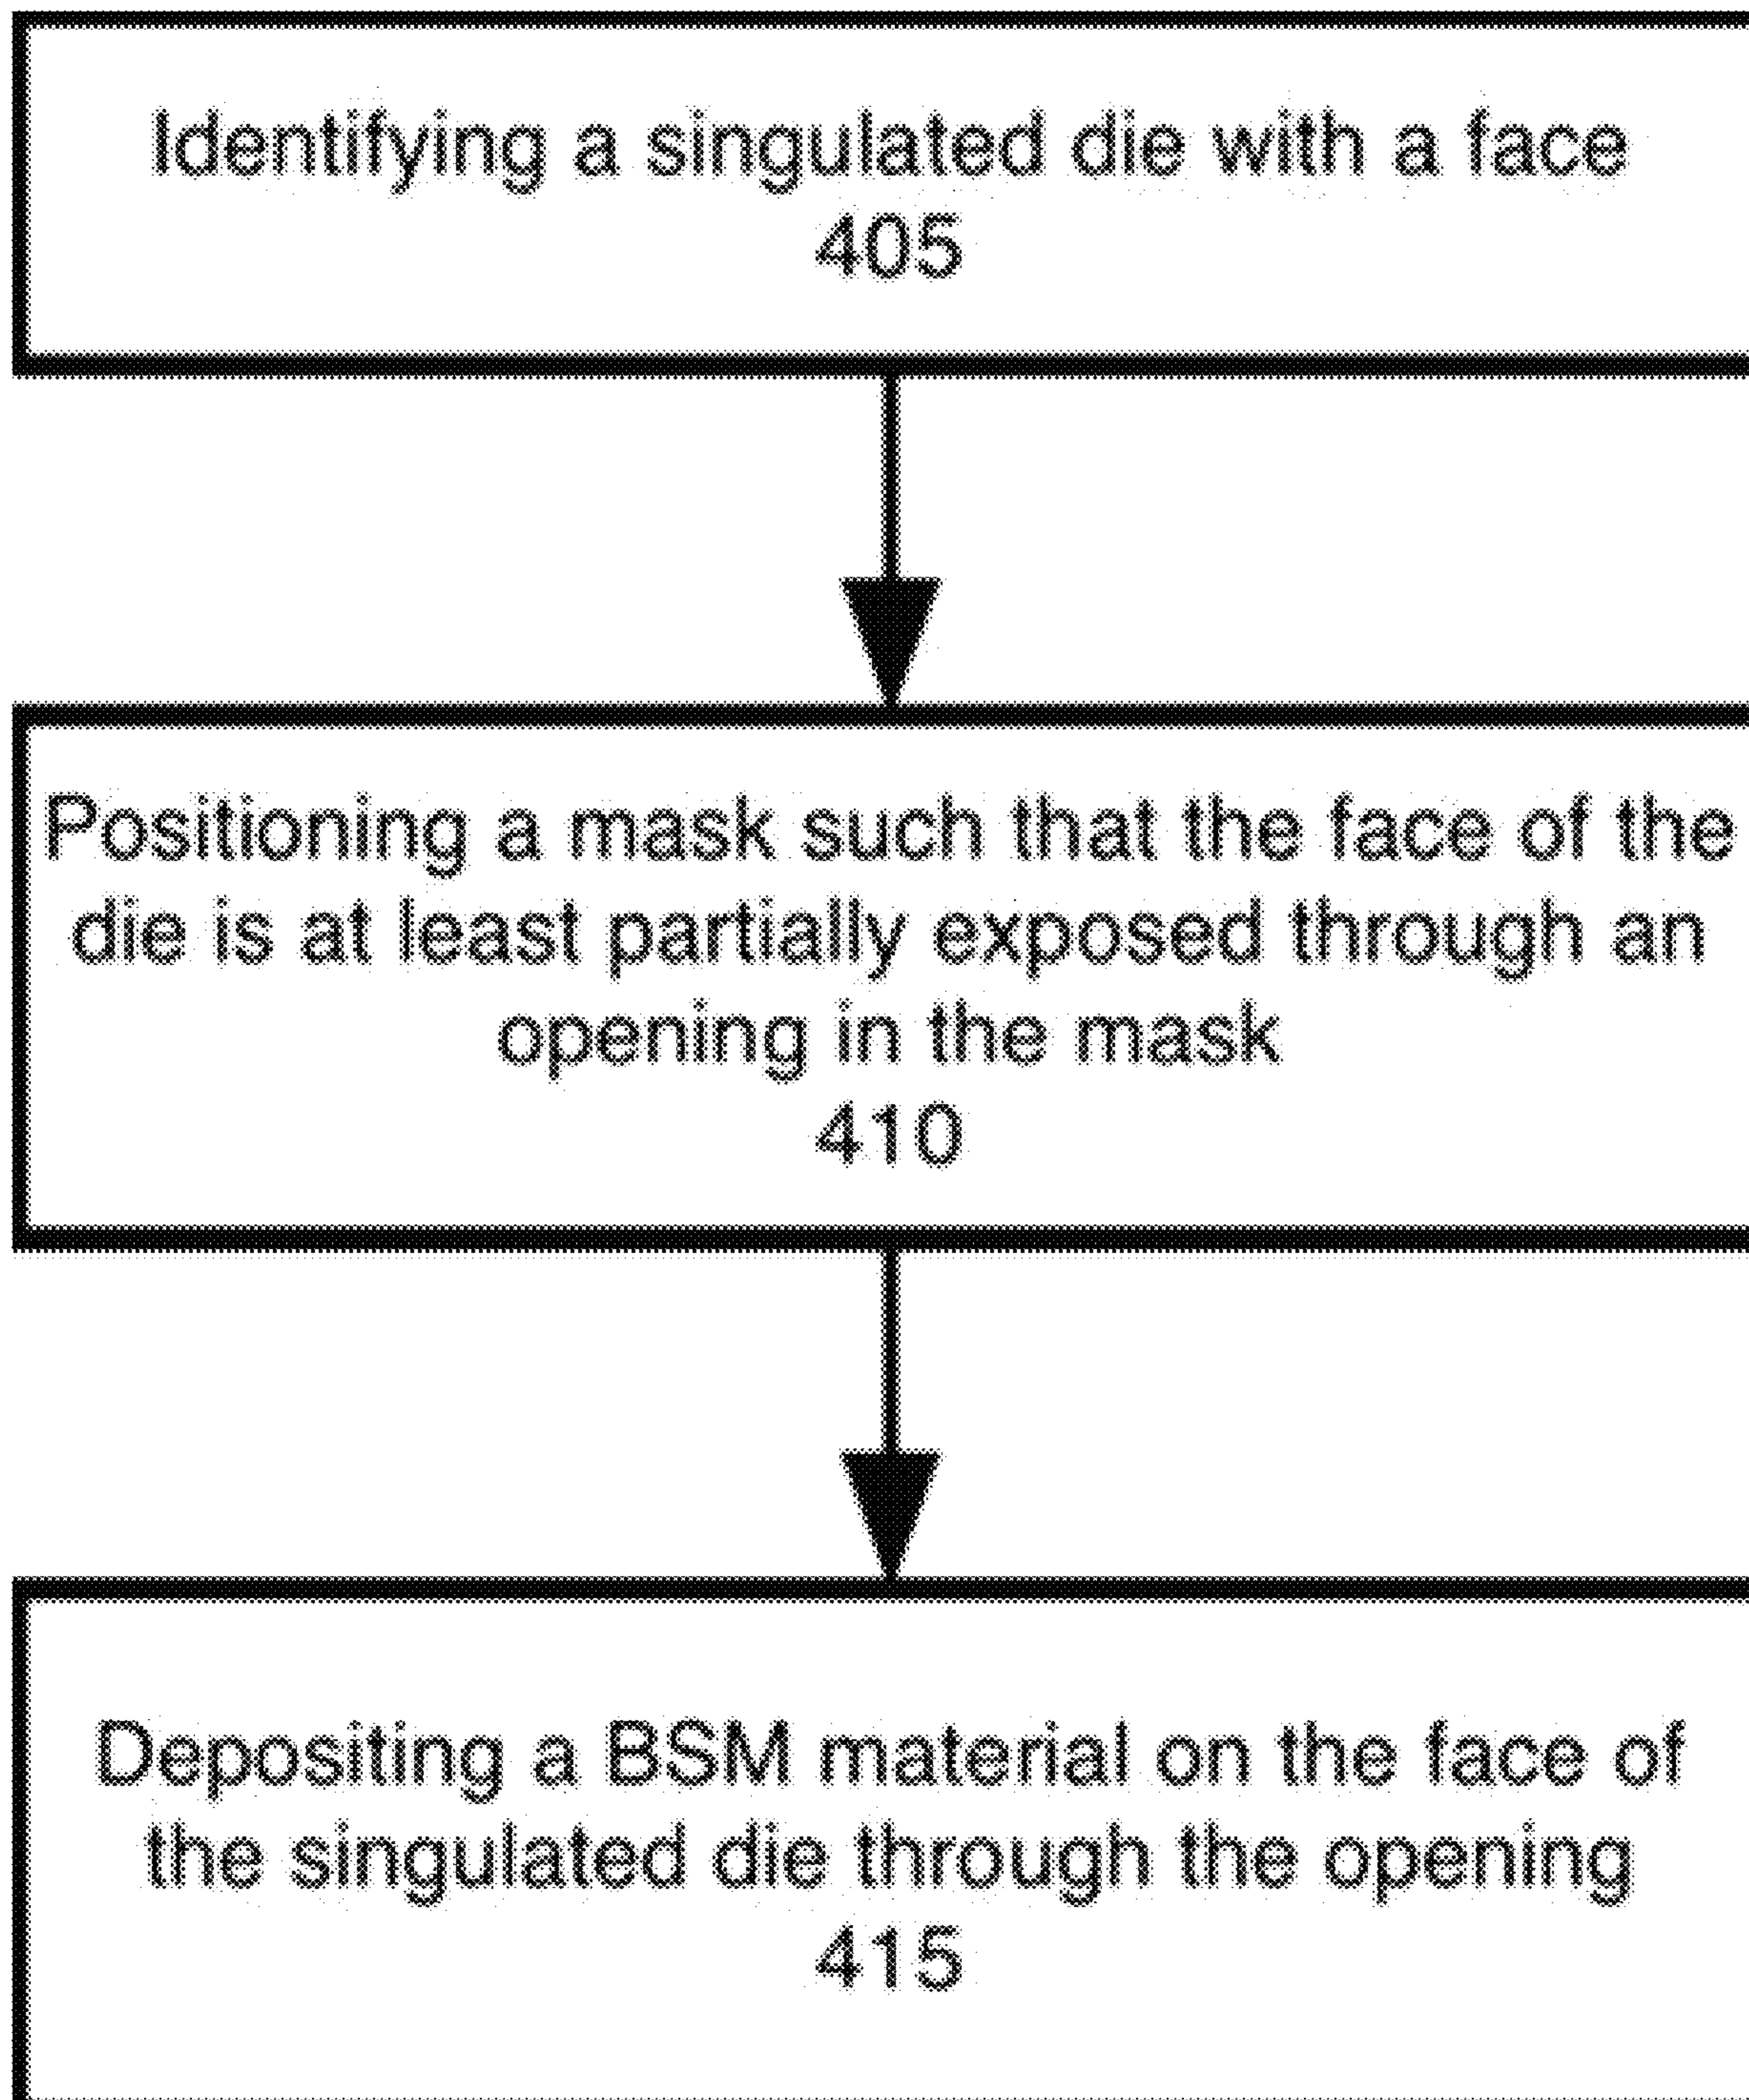 Identifying a singulated die with a face
405
Positioning a mask such that the face of the
die is at least partially exposed through an
opening in the mask
410
Depositing a BSM material on the face of
the singulated die through the opening
415